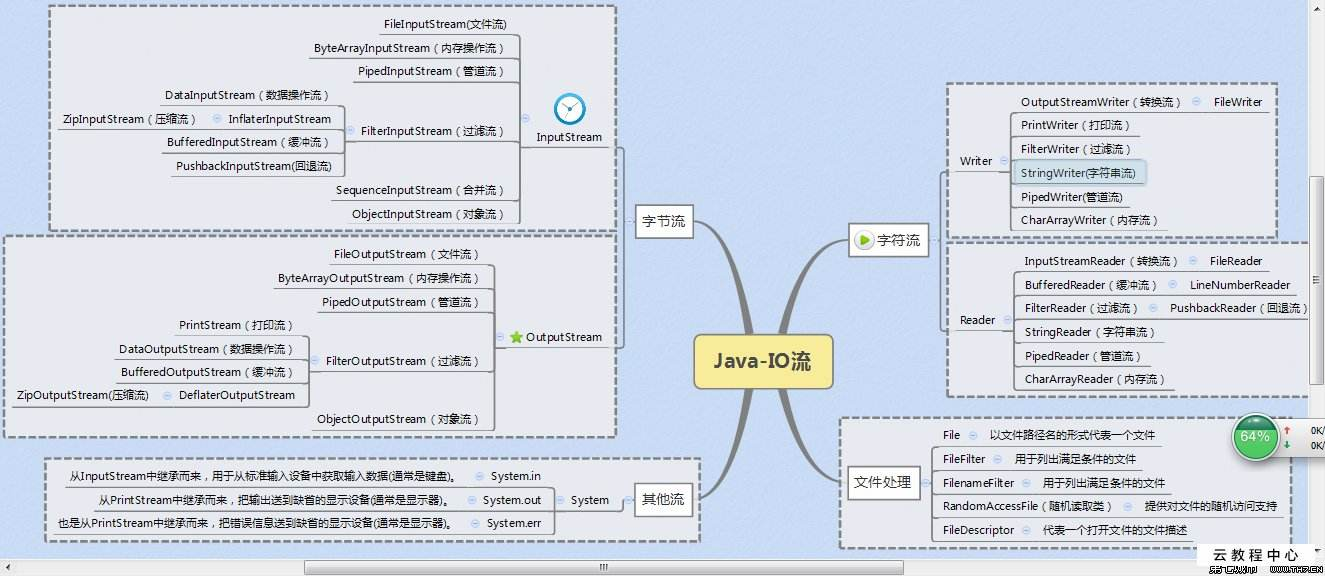 Java-IO流
字节流
InputStream
FileInputStream(文件流)
ByteArrayInputStream（内存操作流）
PipedInputStream（管道流）
FilterInputStream（过滤流）
DataInputStream（数据操作流）
InflaterInputStream
ZipInputStream（压缩流）
BufferedInputStream（缓冲流）
PushbackInputStream(回退流)
SequenceInputStream（合并流）
ObjectInputStream（对象流）
OutputStream
FileOutputStream（文件流）
ByteArrayOutputStream（内存操作流）
PipedOutputStream（管道流）
FilterOutputStream（过滤流）
PrintStream（打印流）
DataOutputStream（数据操作流）
BufferedOutputStream（缓冲流）
DeflaterOutputStream
ZipOutputStream(压缩流)
ObjectOutputStream（对象流）
其他流
System
System.in
从InputStream中继承而来，用于从标准输入设备中获取输入数据(通常是键盘)。
System.out
从PrintStream中继承而来，把输出送到缺省的显示设备(通常是显示器)。
System.err
也是从PrintStream中继承而来，把错误信息送到缺省的显示设备(通常是显示器)。
字符流
Writer
OutputStreamWriter（转换流）
FileWriter
PrintWriter（打印流）
FilterWriter（过滤流）
StringWriter(字符串流)
PipedWriter(管道流)
CharArrayWriter（内存流）
Reader
InputStreamReader（转换流）
FileReader
BufferedReader（缓冲流）
LineNumberReader
FilterReader（过滤流）
PushbackReader（回退流）
StringReader（字符串流）
PipedReader（管道流）
CharArrayReader（内存流）
文件处理
File
以文件路径名的形式代表一个文件
FileFilter
用于列出满足条件的文件
FilenameFilter
用于列出满足条件的文件
RandomAccessFile（随机读取类）
提供对文件的随机访问支持
FileDescriptor
代表一个打开文件的文件描述
64%
0K/
0K/
云教程中心
WWW.TH7.CN